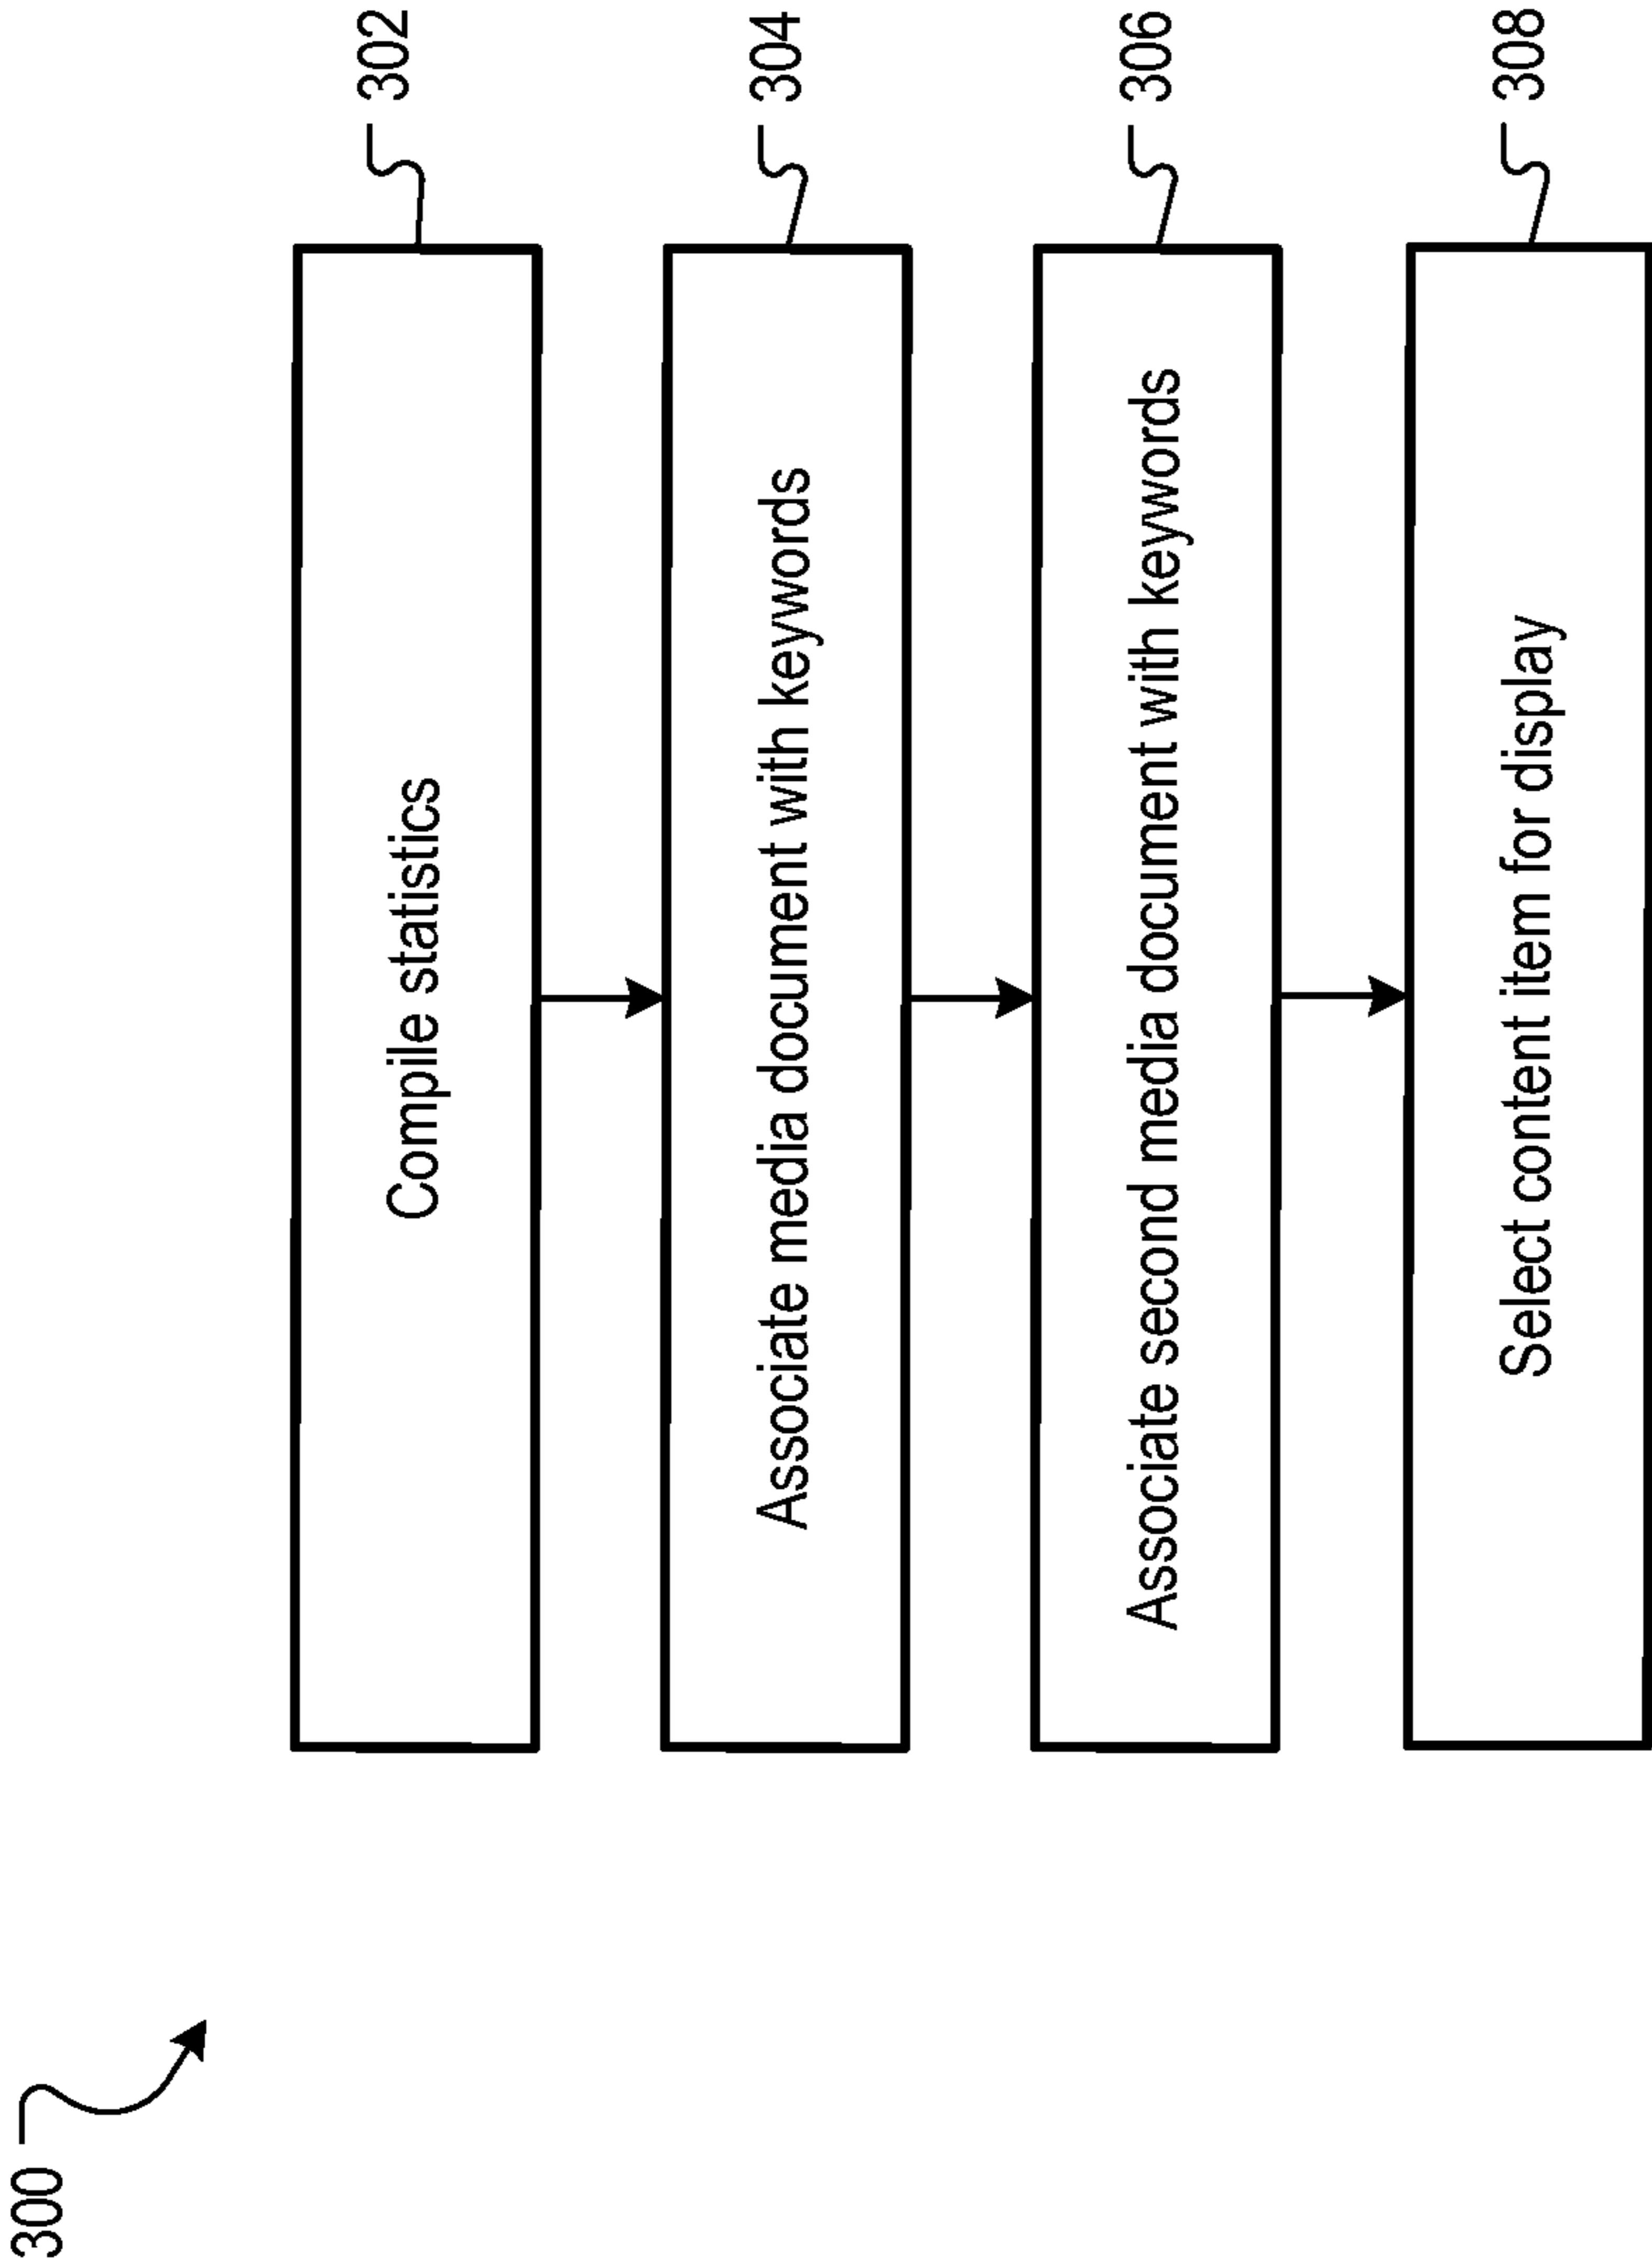 300
Compile statistics
302
Associate media document with keywords
304
Associate second media document with keywords
306
Select content item for display
308